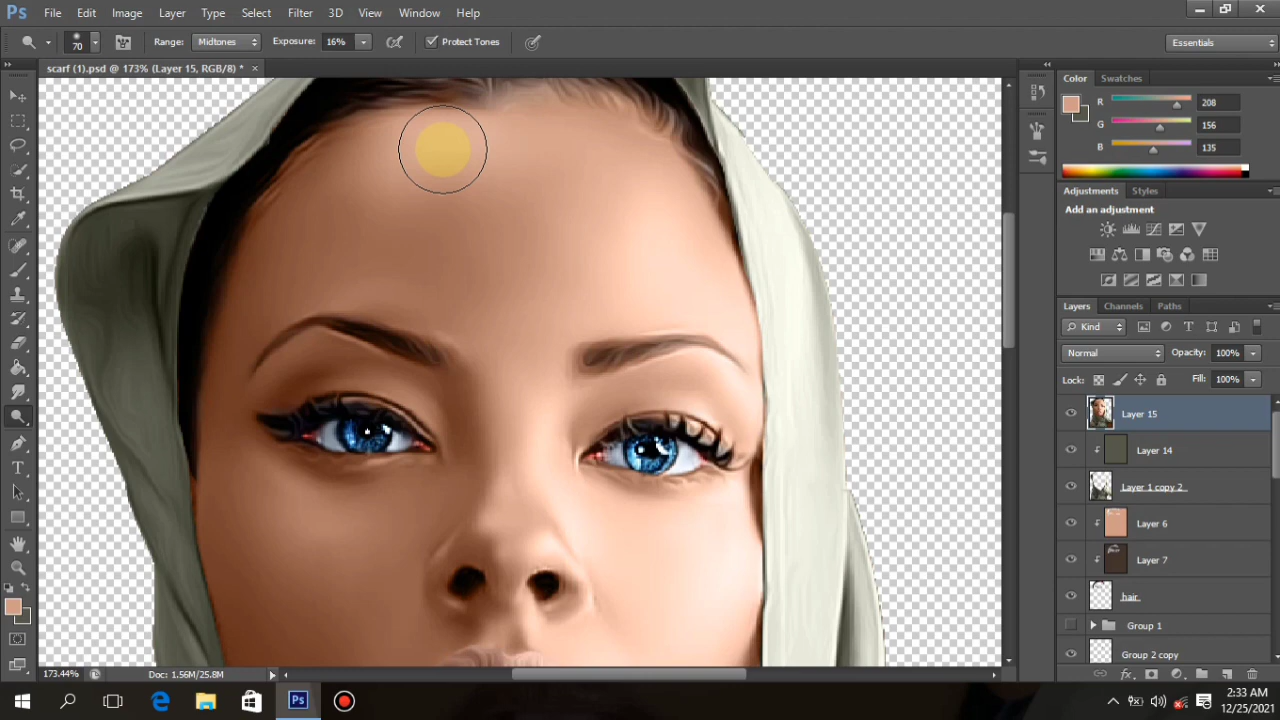 Ps File Edit Image Layer Type Select Filter 3D View Window Help
70 Range: Midtones Exposure: 16% Protect Tones Essentials
scarf (1).psd @ 173% (Layer 15, RGB/8) * ×
Color Swatches
R 208
G 156
B 135
Adjustments Styles
Add an adjustment
Layers Channels Paths
Kind
Normal Opacity: 100%
Lock: Fill: 100%
Layer 15
Layer 14
Layer 1 copy 2
Layer 6
Layer 7
hair
Group 1
Group 2 copy
173.44% Doc: 1.56M/25.8M
Ps
2:33 AM
12/25/2021